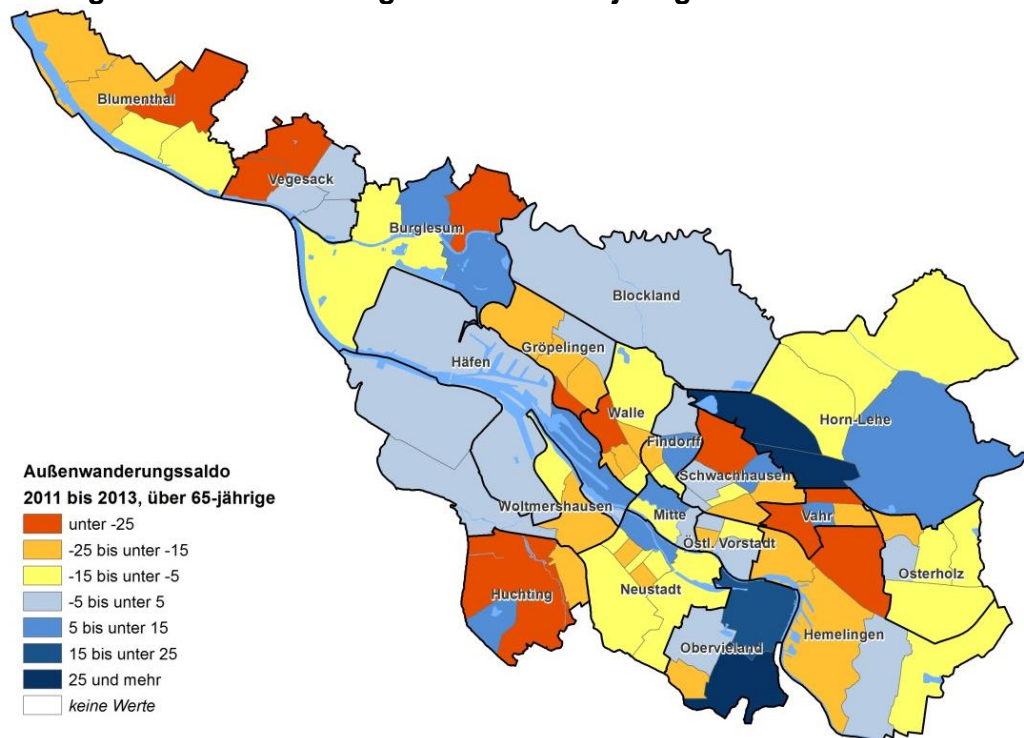 Blumenthal
Vegesack
Burglesum
Blockland
Gröpelingen
Häfen
Walle
Horn-Lehe
Findorff
Schwachhausen
Woltmershausen
Mitte
Vahr
Östl. Vorstadt
Osterholz
Neustadt
Huchting
Hemelingen
Obervieland
Außenwanderungssaldo
2011 bis 2013, über 65-jährige
unter -25
-25 bis unter -15
-15 bis unter -5
-5 bis unter 5
5 bis unter 15
15 bis unter 25
25 und mehr
keine Werte